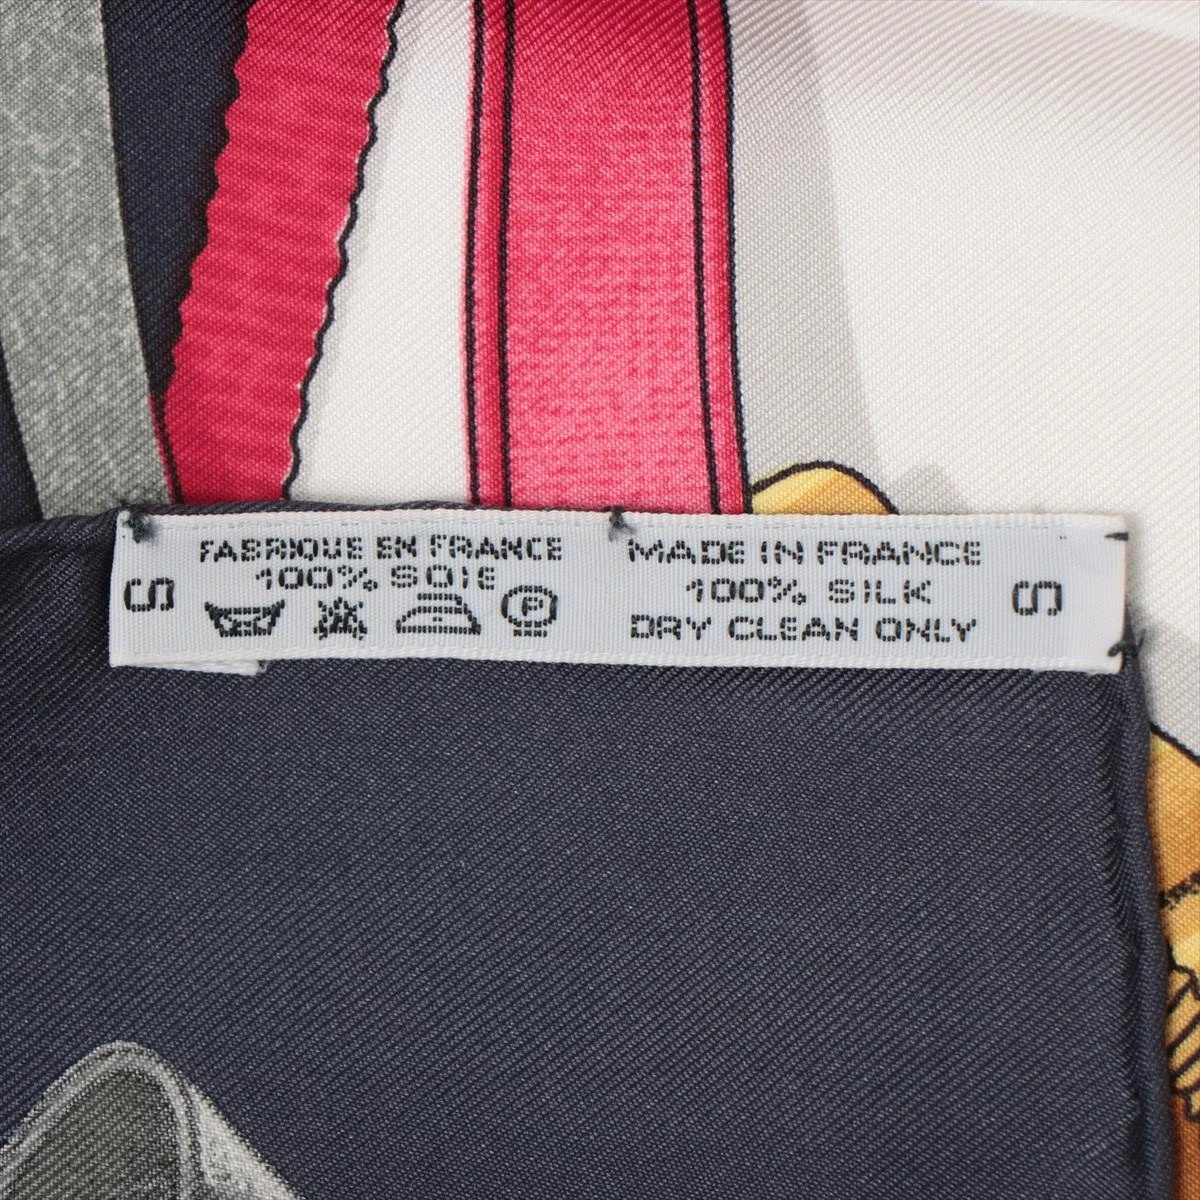 S
FABRIQUE EN FRANCE
100% SOIE
P
MADE IN FRANCE
100% SILK
DRY CLEAN ONLY
S